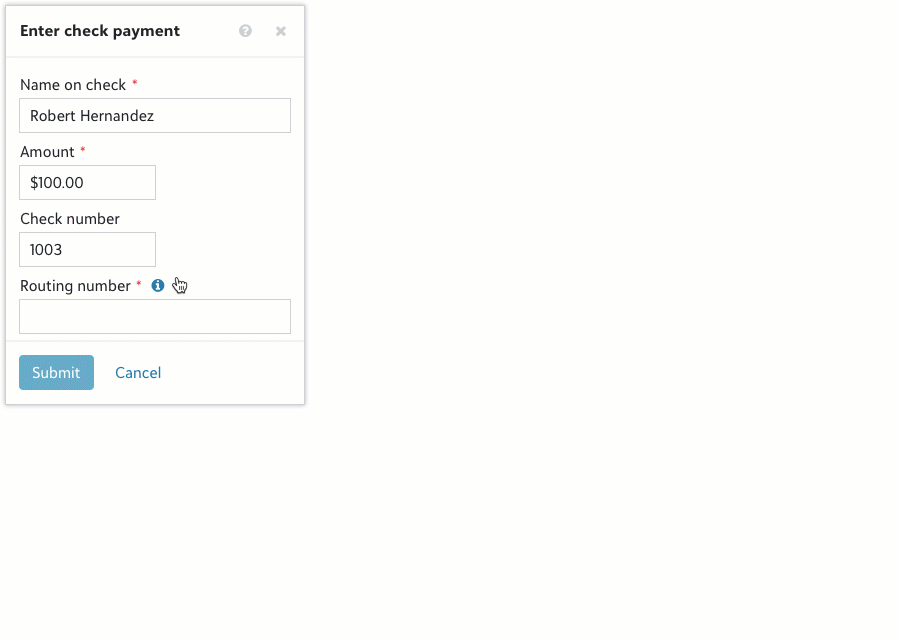 Enter check payment
Name on check *
Robert Hernandez
Amount *
$100.00
Check number
1003
Routing number *
Submit Cancel